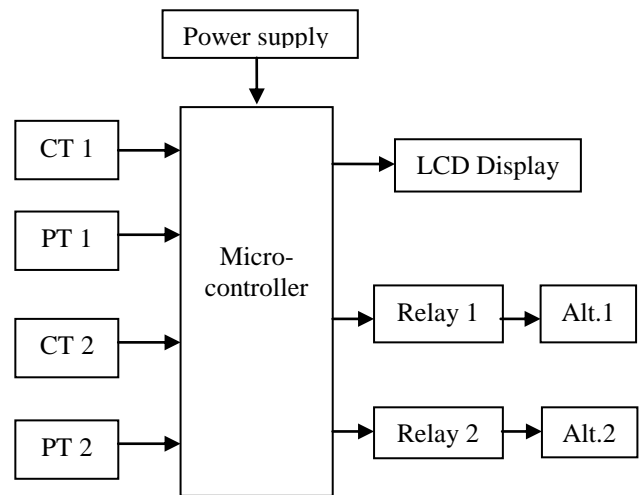 Power supply
CT 1
PT 1
CT 2
PT 2
Micro-
controller
LCD Display
Relay 1
Alt.1
Relay 2
Alt.2